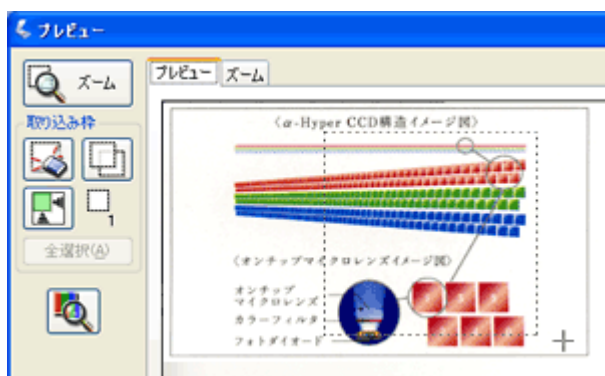 プレビュー
ズーム
プレビュー ズーム
取り込み枠
1
全選択(A)
〈α-Hyper CCD構造イメージ図〉
〈オンチップマイクロレンズイメージ図〉
オンチップ
マイクロレンズ
カラーフィルタ
フォトダイオード